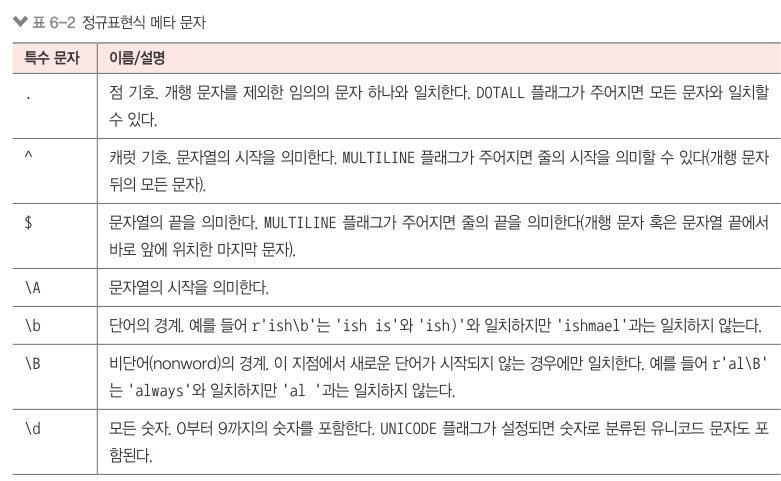 표 6-2 정규표현식 메타 문자
특수 문자 이름/설명
. 점 기호. 개행 문자를 제외한 임의의 문자 하나와 일치한다. DOTALL 플래그가 주어지면 모든 문자와 일치할
수 있다.
^ 캐럿 기호. 문자열의 시작을 의미한다. MULTILINE 플래그가 주어지면 줄의 시작을 의미할 수 있다(개행 문자
뒤의 모든 문자).
$ 문자열의 끝을 의미한다. MULTILINE 플래그가 주어지면 줄의 끝을 의미한다(개행 문자 혹은 문자열 끝에서
바로 앞에 위치한 마지막 문자).
\A 문자열의 시작을 의미한다.
\b 단어의 경계. 예를 들어 r'ish\b'는 'ish is'와 'ish)'와 일치하지만 'ishmael'과는 일치하지 않는다.
\B 비단어(nonword)의 경계. 이 지점에서 새로운 단어가 시작되지 않는 경우에만 일치한다. 예를 들어 r'al\B'
는 'always'와 일치하지만 'al '과는 일치하지 않는다.
\d 모든 숫자. 0부터 9까지의 숫자를 포함한다. UNICODE 플래그가 설정되면 숫자로 분류된 유니코드 문자도 포
함된다.